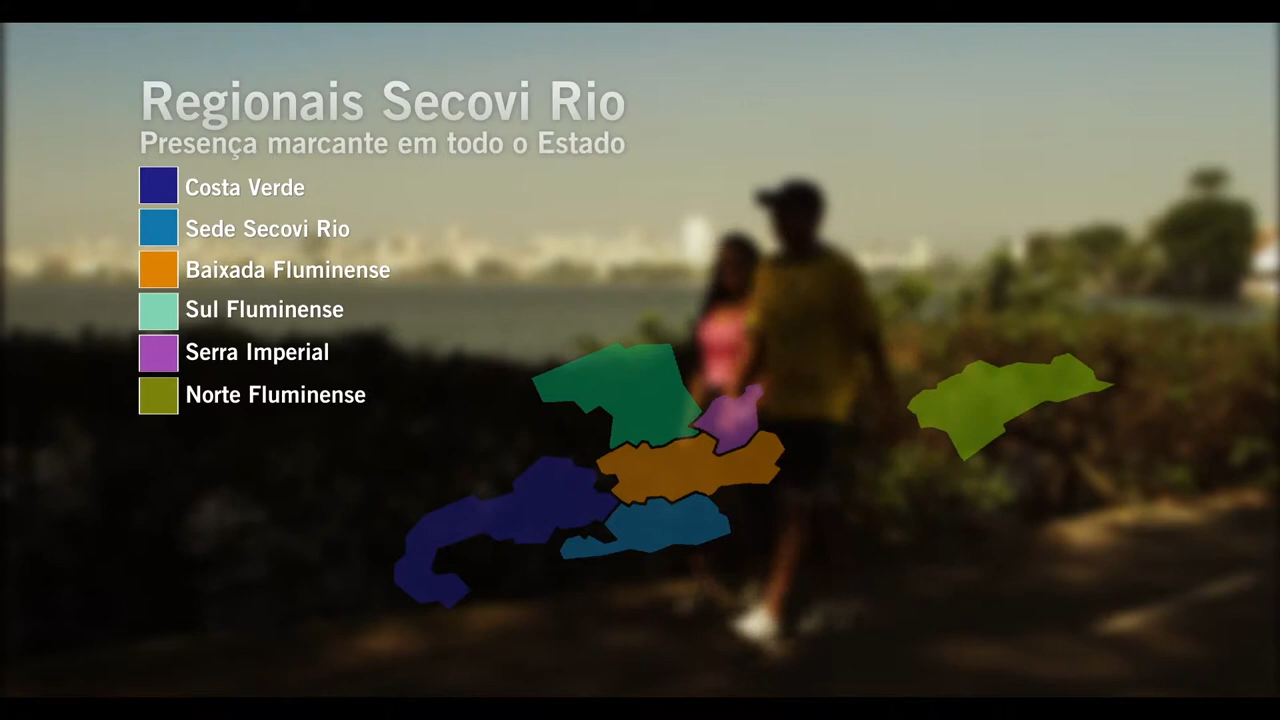 Regionais Secovi Rio
Presença marcante em todo o Estado
Costa Verde
Sede Secovi Rio
Baixada Fluminense
Sul Fluminense
Serra Imperial
Norte Fluminense